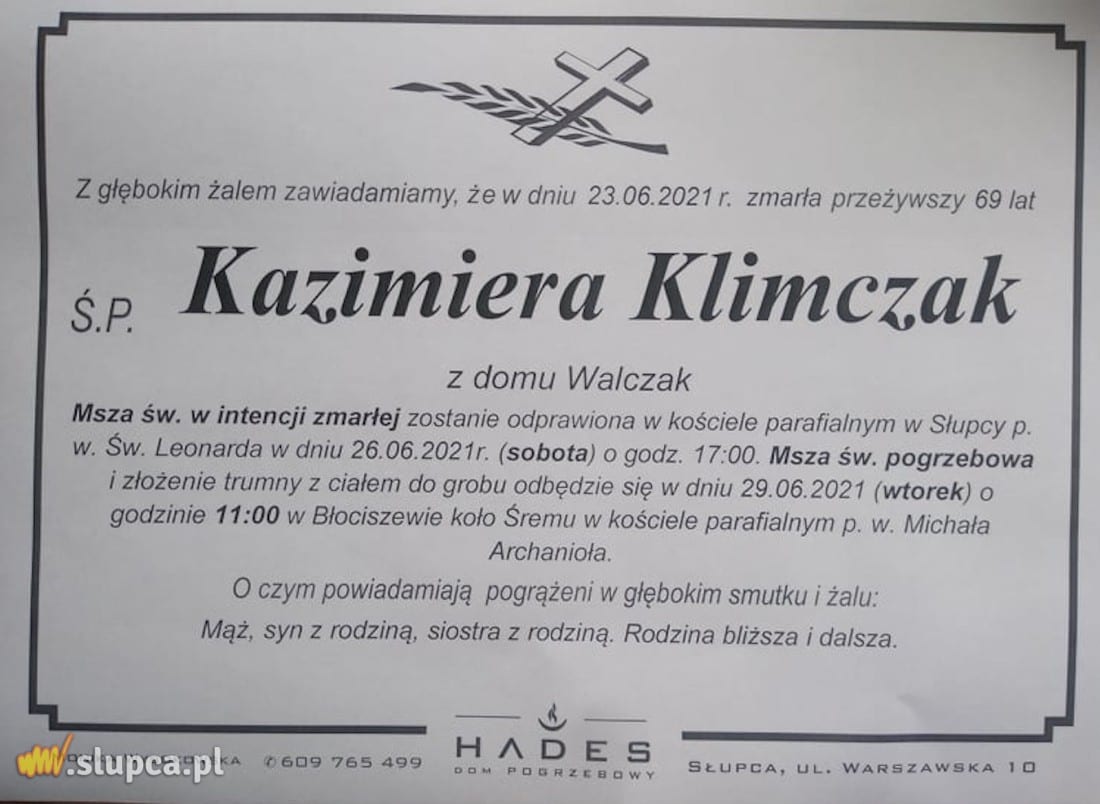 Z głębokim żalem zawiadamiamy, że w dniu 23.06.2021 r. zmarła przeżywszy 69 lat
Ś.P. Kazimiera Klimczak
z domu Walczak
Msza św. w intencji zmarłej zostanie odprawiona w kościele parafialnym w Słupcy p.
w. Św. Leonarda w dniu 26.06.2021r. (sobota) o godz. 17:00. Msza św. pogrzebowa
i złożenie trumny z ciałem do grobu odbędzie się w dniu 29.06.2021 (wtorek) o
godzinie 11:00 w Błociszewie koło Śremu w kościele parafialnym p. w. Michała
Archanioła.
O czym powiadamiają pogrążeni w głębokim smutku i żalu:
Mąż, syn z rodziną, siostra z rodziną. Rodzina bliższa i dalsza.
.slupca.pl
✆609 765 499
HADES
DOM POGRZEBOWY
SŁUPCA, UL. WARSZAWSKA 10